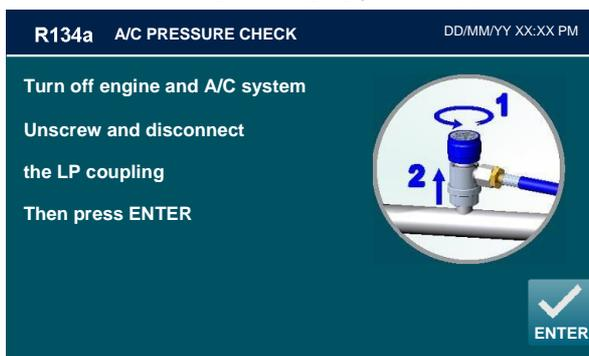 R134a A/C PRESSURE CHECK DD/MM/YY XX:XX PM
Turn off engine and A/C system
Unscrew and disconnect
the LP coupling
Then press ENTER
1
2
ENTER